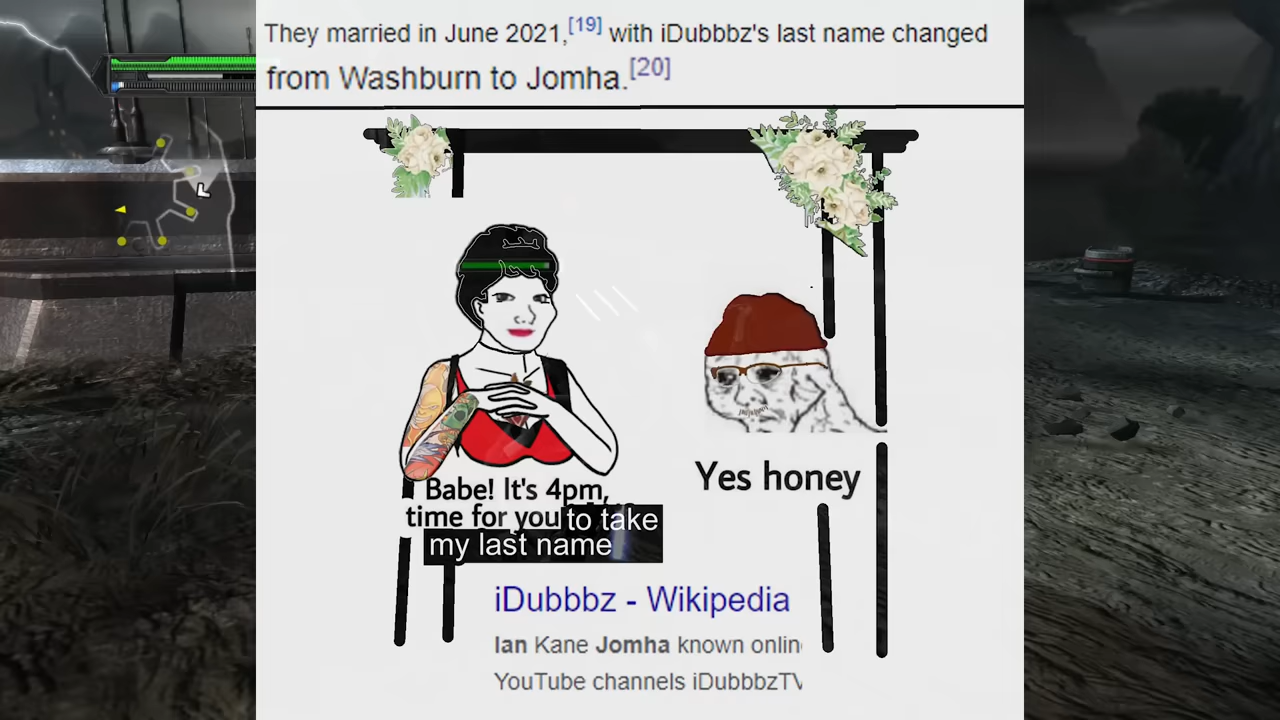 They married in June 2021,[19] with iDubbbz's last name changed
from Washburn to Jomha.[20]
Babe! It's 4pm,
time for you to take
my last name
Yes honey
iDubbbz - Wikipedia
Ian Kane Jomha known onlin
YouTube channels iDubbbzTV